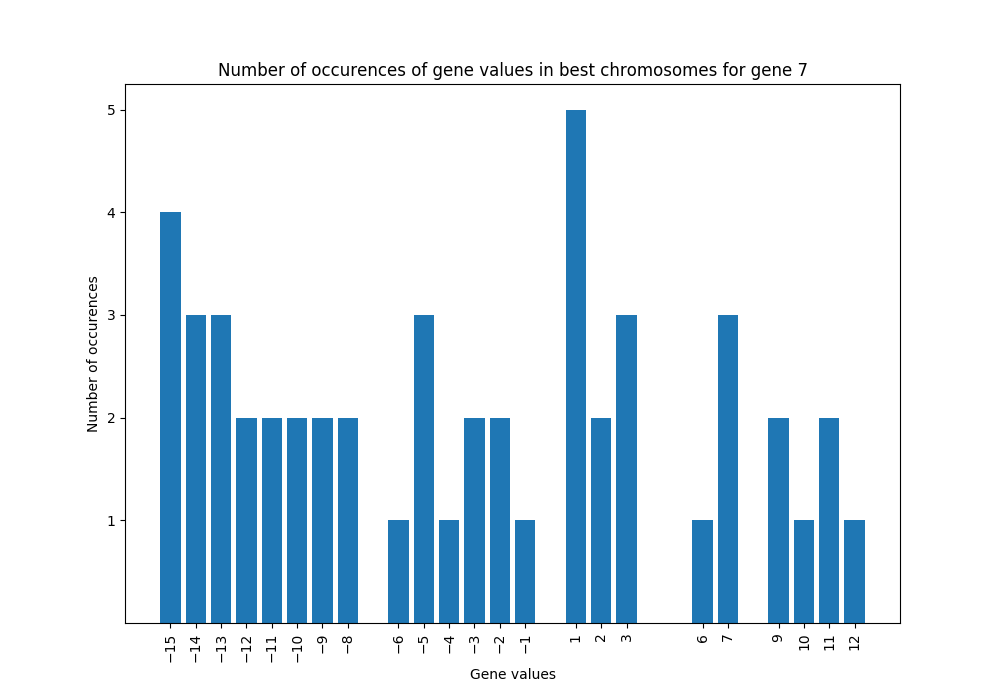 Number of occurences of gene values in best chromosomes for gene 7
Number of occurences
5
4
3
2
1
−15 −14 −13 −12 −11 −10 −9 −8 −6 −5 −4 −3 −2 −1 1 2 3 6 7 9 10 11 12
Gene values